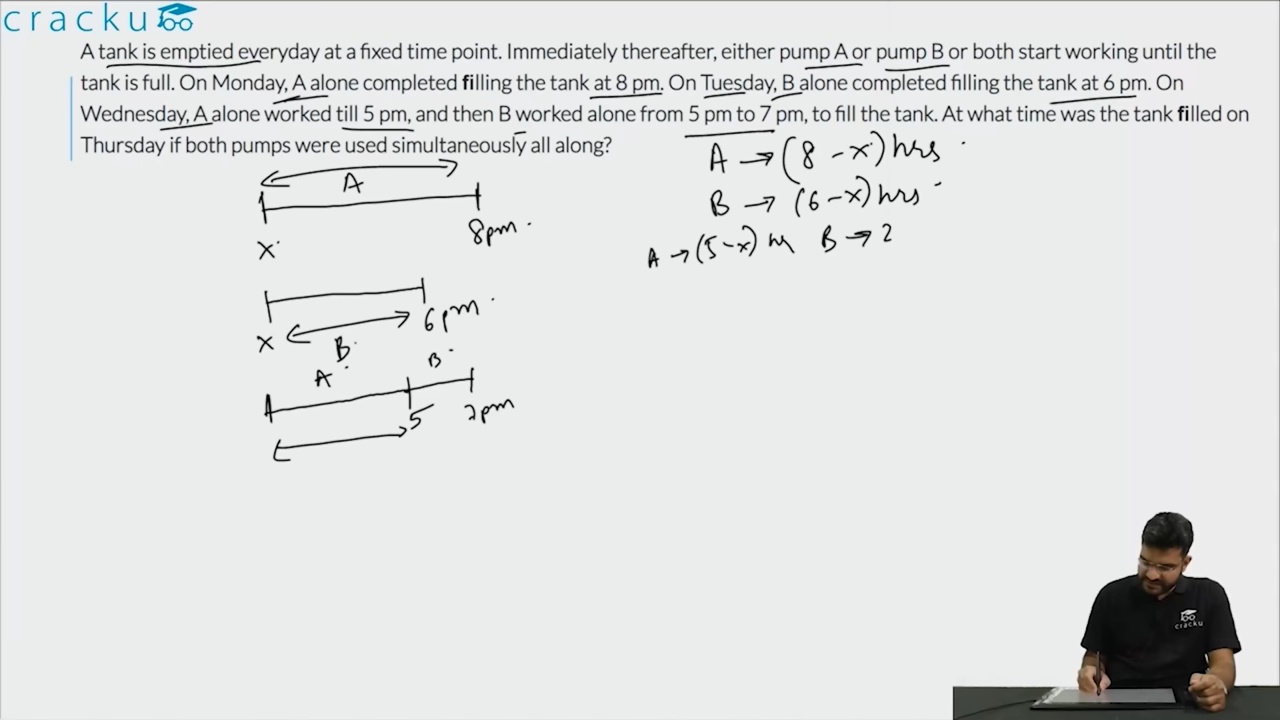 cracku
A tank is emptied everyday at a fixed time point. Immediately thereafter, either pump A or pump B or both start working until the
tank is full. On Monday, A alone completed filling the tank at 8 pm. On Tuesday, B alone completed filling the tank at 6 pm. On
Wednesday, A alone worked till 5 pm, and then B worked alone from 5 pm to 7 pm, to fill the tank. At what time was the tank filled on
Thursday if both pumps were used simultaneously all along?
A → (8 - x) hrs
B → (6 - x) hrs
A → (5 - x) hr B → 2
A
x 8pm
x 6pm
B
A B
5 7pm
cracku